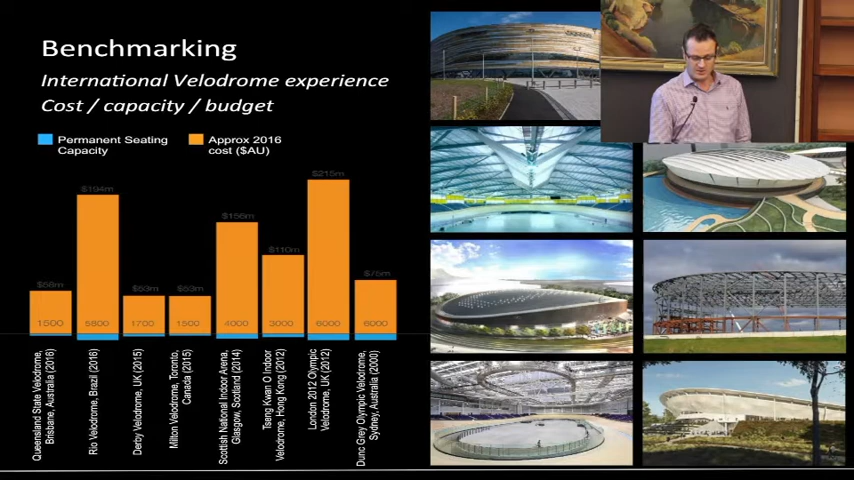 Benchmarking
International Velodrome experience
Cost / capacity / budget
Permanent Seating
Capacity
Approx 2016
cost ($AU)
$58m
$194m
$53m
$53m
$156m
$110m
$215m
$75m
1500
5800
1700
1500
4000
3000
6000
6000
Queensland State Velodrome,
Brisbane, Australia (2016)
Rio Velodrome, Brazil (2016)
Derby Velodrome, UK (2015)
Milton Velodrome, Toronto,
Canada (2015)
Scottish National Indoor Arena,
Glasgow, Scotland (2014)
Tseng Kwan O Indoor
Velodrome, Hong Kong (2012)
London 2012 Olympic
Velodrome, UK (2012)
Dunc Grey Olympic Velodrome,
Sydney, Australia (2000)